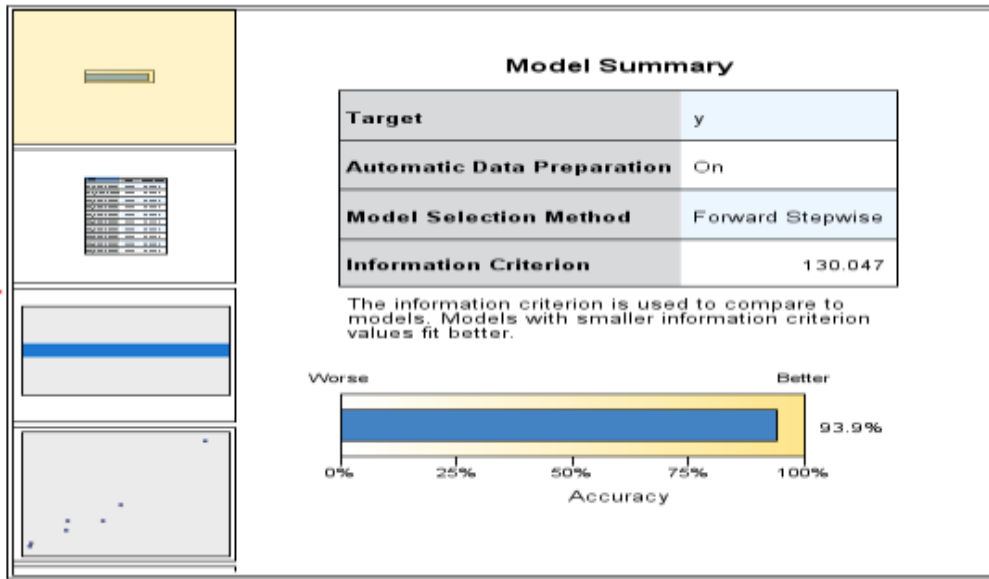 Model Summary
Target y
Automatic Data Preparation On
Model Selection Method Forward Stepwise
Information Criterion 130.047
The information criterion is used to compare to
models. Models with smaller information criterion
values fit better.
Worse Better
93.9%
0% 25% 50% 75% 100%
Accuracy